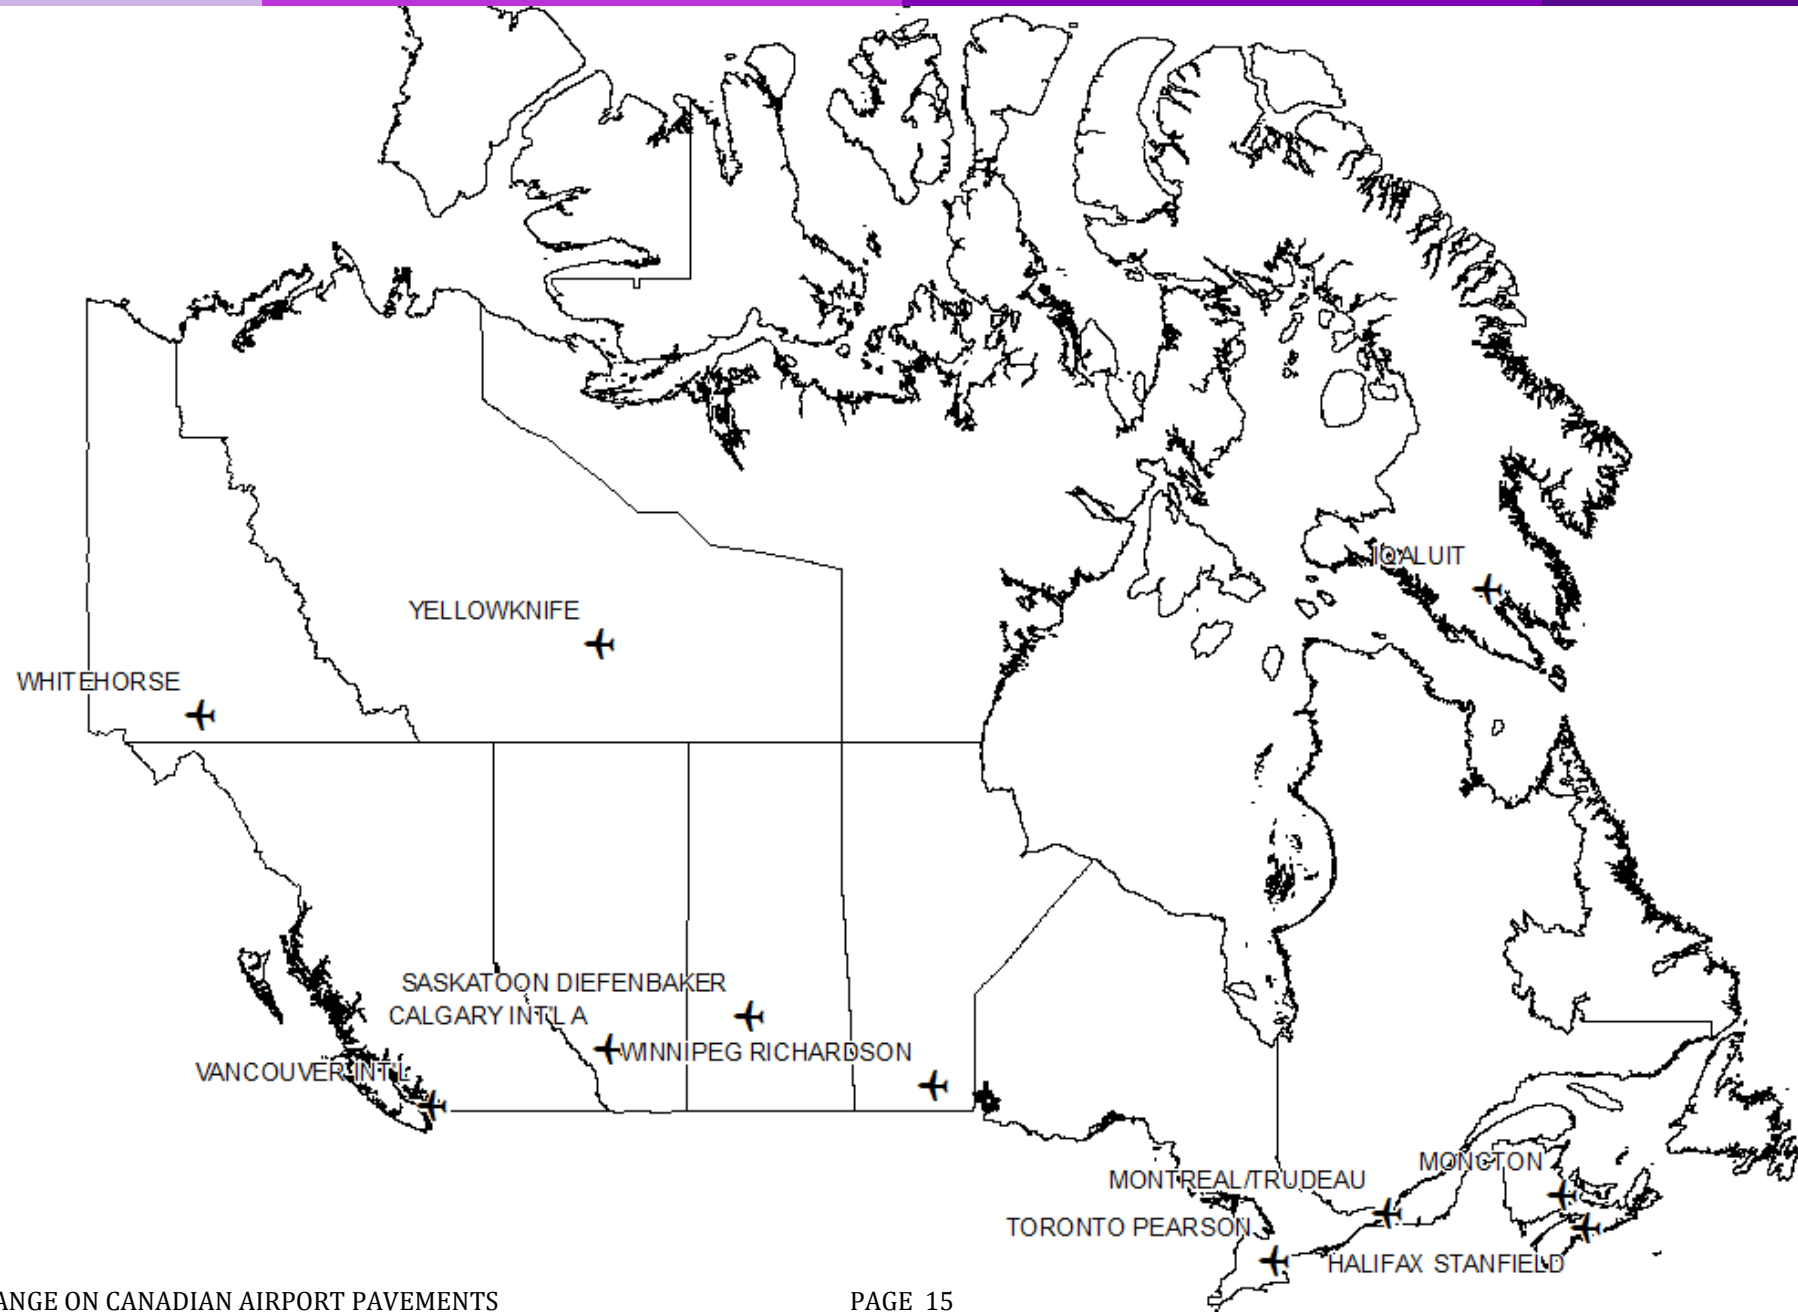 IQALUIT
YELLOWKNIFE
WHITEHORSE
SASKATOON DIEFENBAKER
CALGARY INT'L A
WINNIPEG RICHARDSON
VANCOUVER INT'L
MONCTON
MONTREAL/TRUDEAU
TORONTO PEARSON
HALIFAX STANFIELD
ANGE ON CANADIAN AIRPORT PAVEMENTS PAGE 15